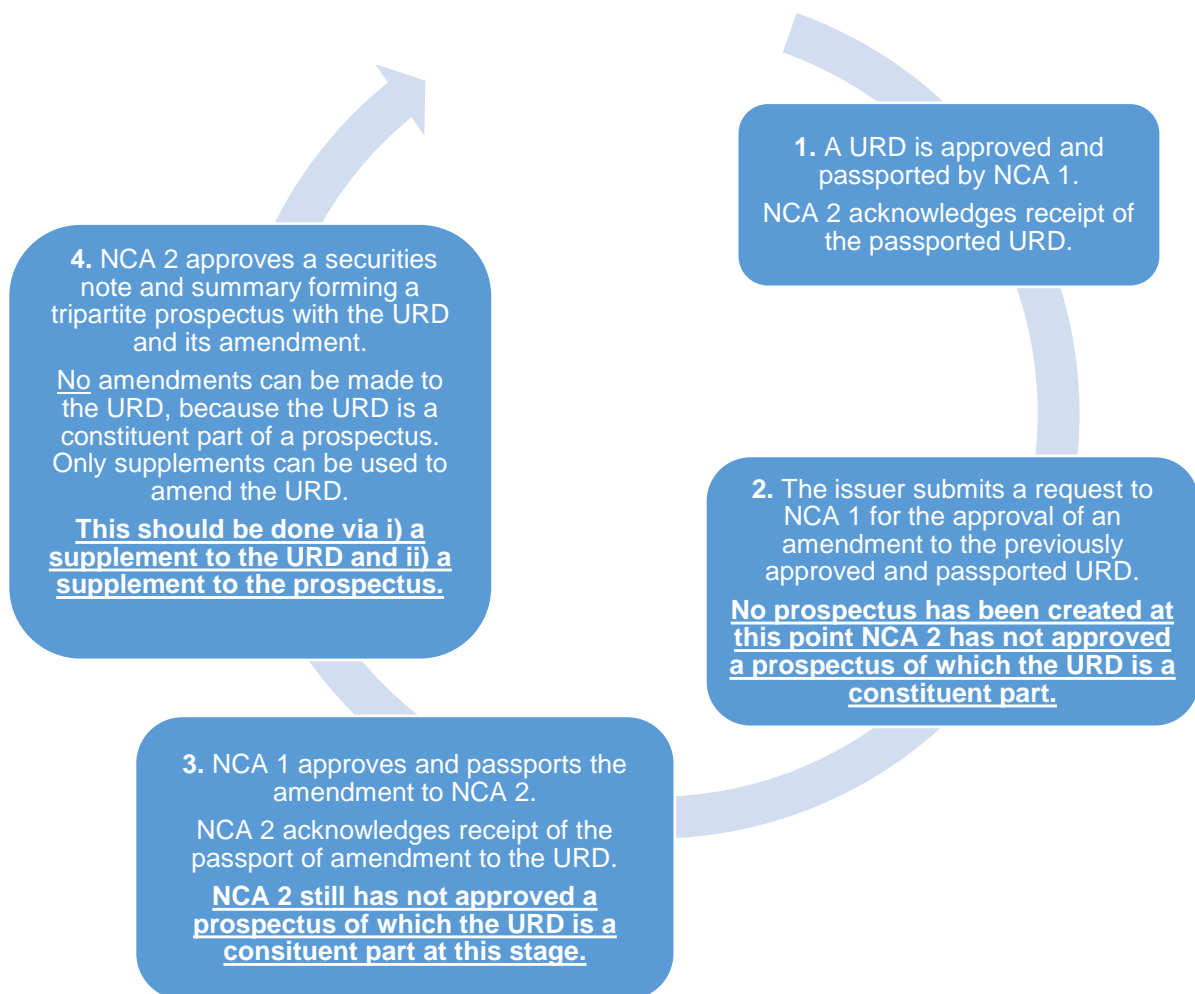 1. A URD is approved and
passported by NCA 1.
NCA 2 acknowledges receipt of
the passported URD.
2. The issuer submits a request to
NCA 1 for the approval of an
amendment to the previously
approved and passported URD.
No prospectus has been created at
this point NCA 2 has not approved
a prospectus of which the URD is a
constituent part.
3. NCA 1 approves and passports the
amendment to NCA 2.
NCA 2 acknowledges receipt of the
passport of amendment to the URD.
NCA 2 still has not approved a
prospectus of which the URD is a
consituent part at this stage.
4. NCA 2 approves a securities
note and summary forming a
tripartite prospectus with the URD
and its amendment.
No amendments can be made to
the URD, because the URD is a
constituent part of a prospectus.
Only supplements can be used to
amend the URD.
This should be done via i) a
supplement to the URD and ii) a
supplement to the prospectus.